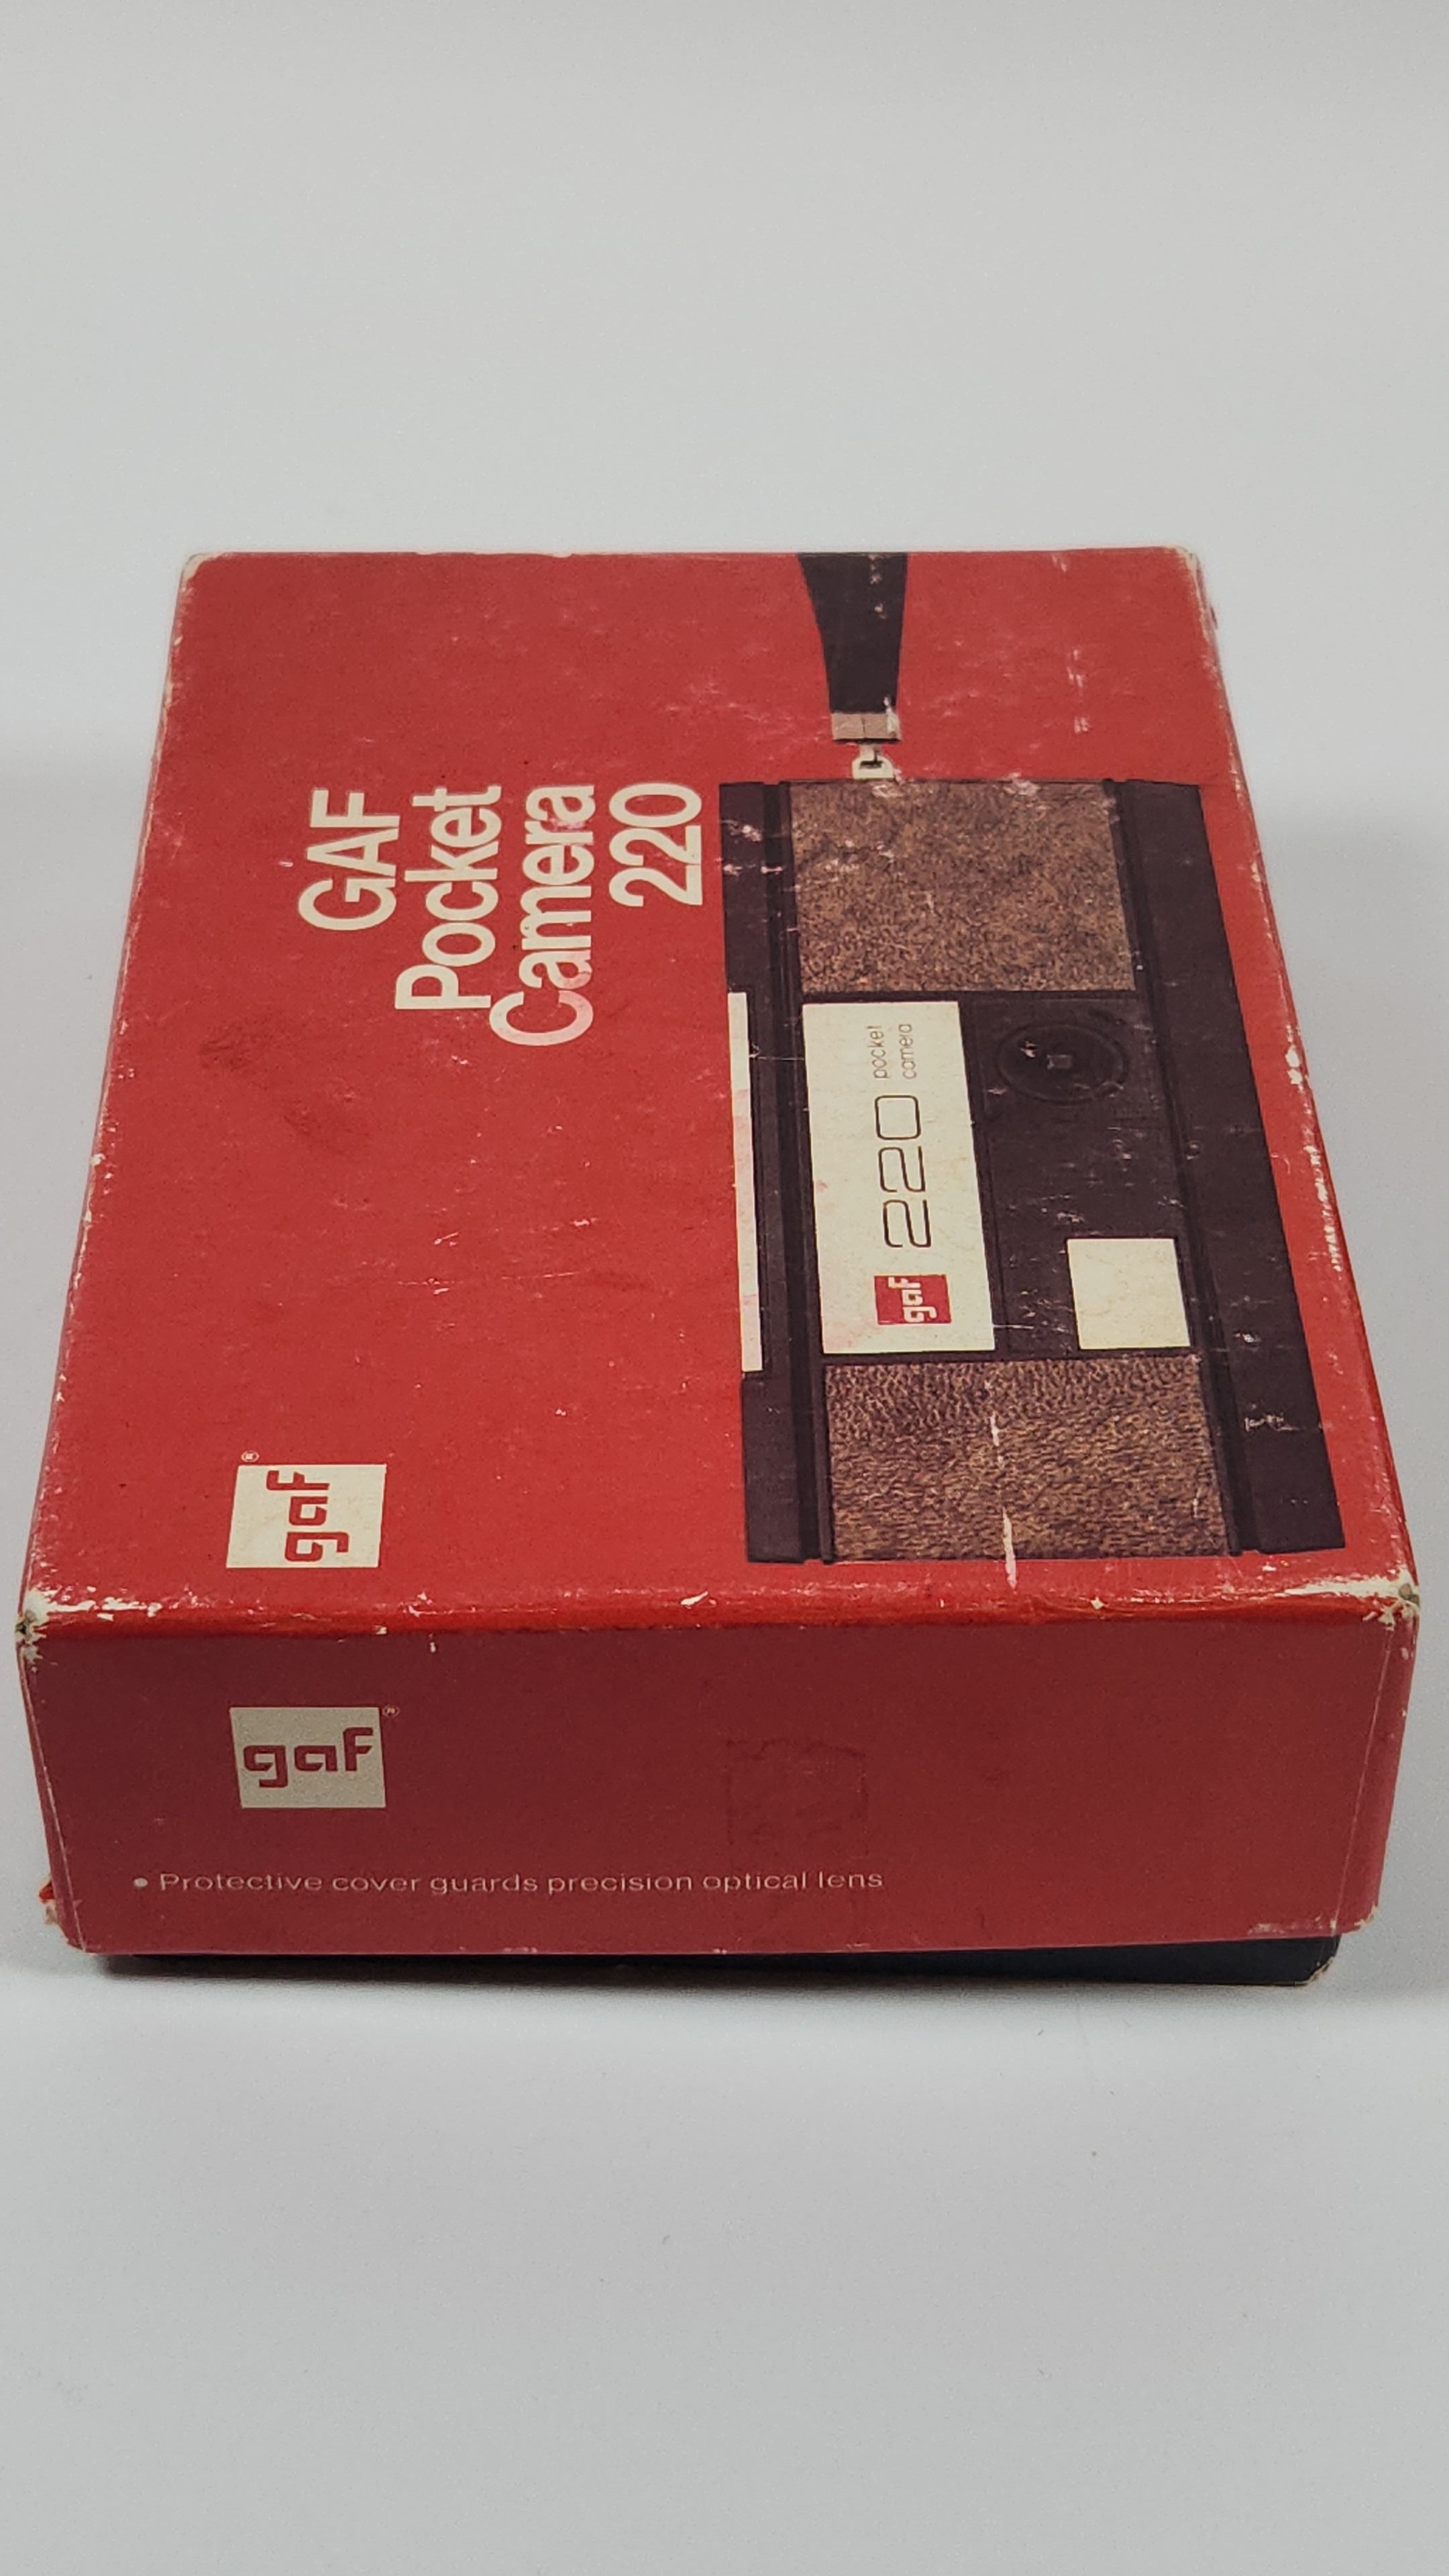 GAF
Pocket
Camera
220
gaf®
gaf 220 pocket
camera
gaf®
• Protective cover guards precision optical lens